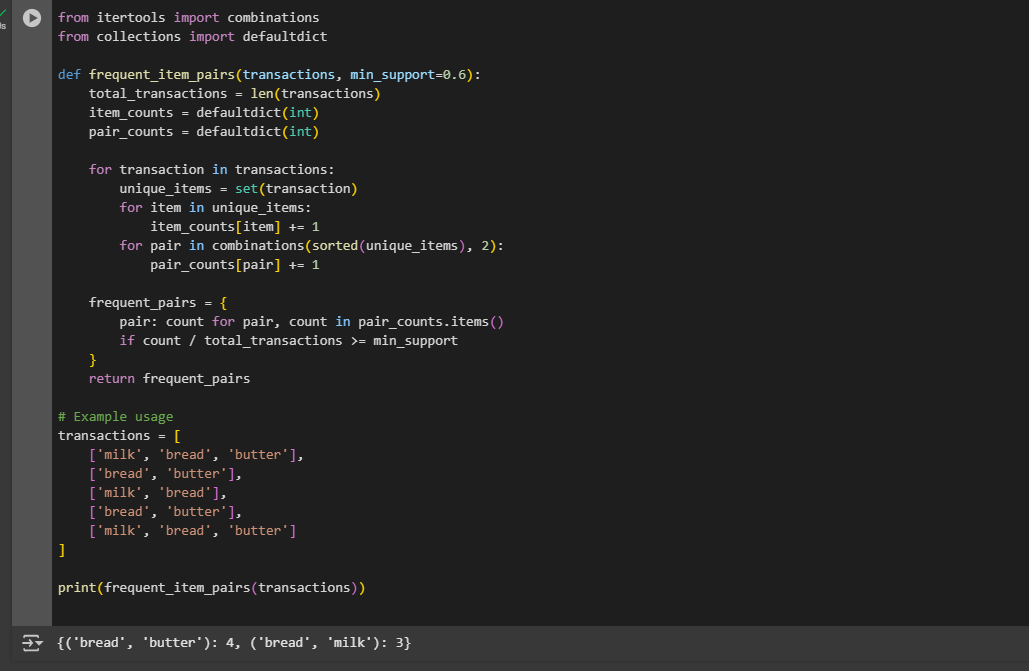 from itertools import combinations
from collections import defaultdict

def frequent_item_pairs(transactions, min_support=0.6):
    total_transactions = len(transactions)
    item_counts = defaultdict(int)
    pair_counts = defaultdict(int)

    for transaction in transactions:
        unique_items = set(transaction)
        for item in unique_items:
            item_counts[item] += 1
        for pair in combinations(sorted(unique_items), 2):
            pair_counts[pair] += 1

    frequent_pairs = {
        pair: count for pair, count in pair_counts.items()
        if count / total_transactions >= min_support
    }
    return frequent_pairs

# Example usage
transactions = [
    ['milk', 'bread', 'butter'],
    ['bread', 'butter'],
    ['milk', 'bread'],
    ['bread', 'butter'],
    ['milk', 'bread', 'butter']
]

print(frequent_item_pairs(transactions))

{('bread', 'butter'): 4, ('bread', 'milk'): 3}